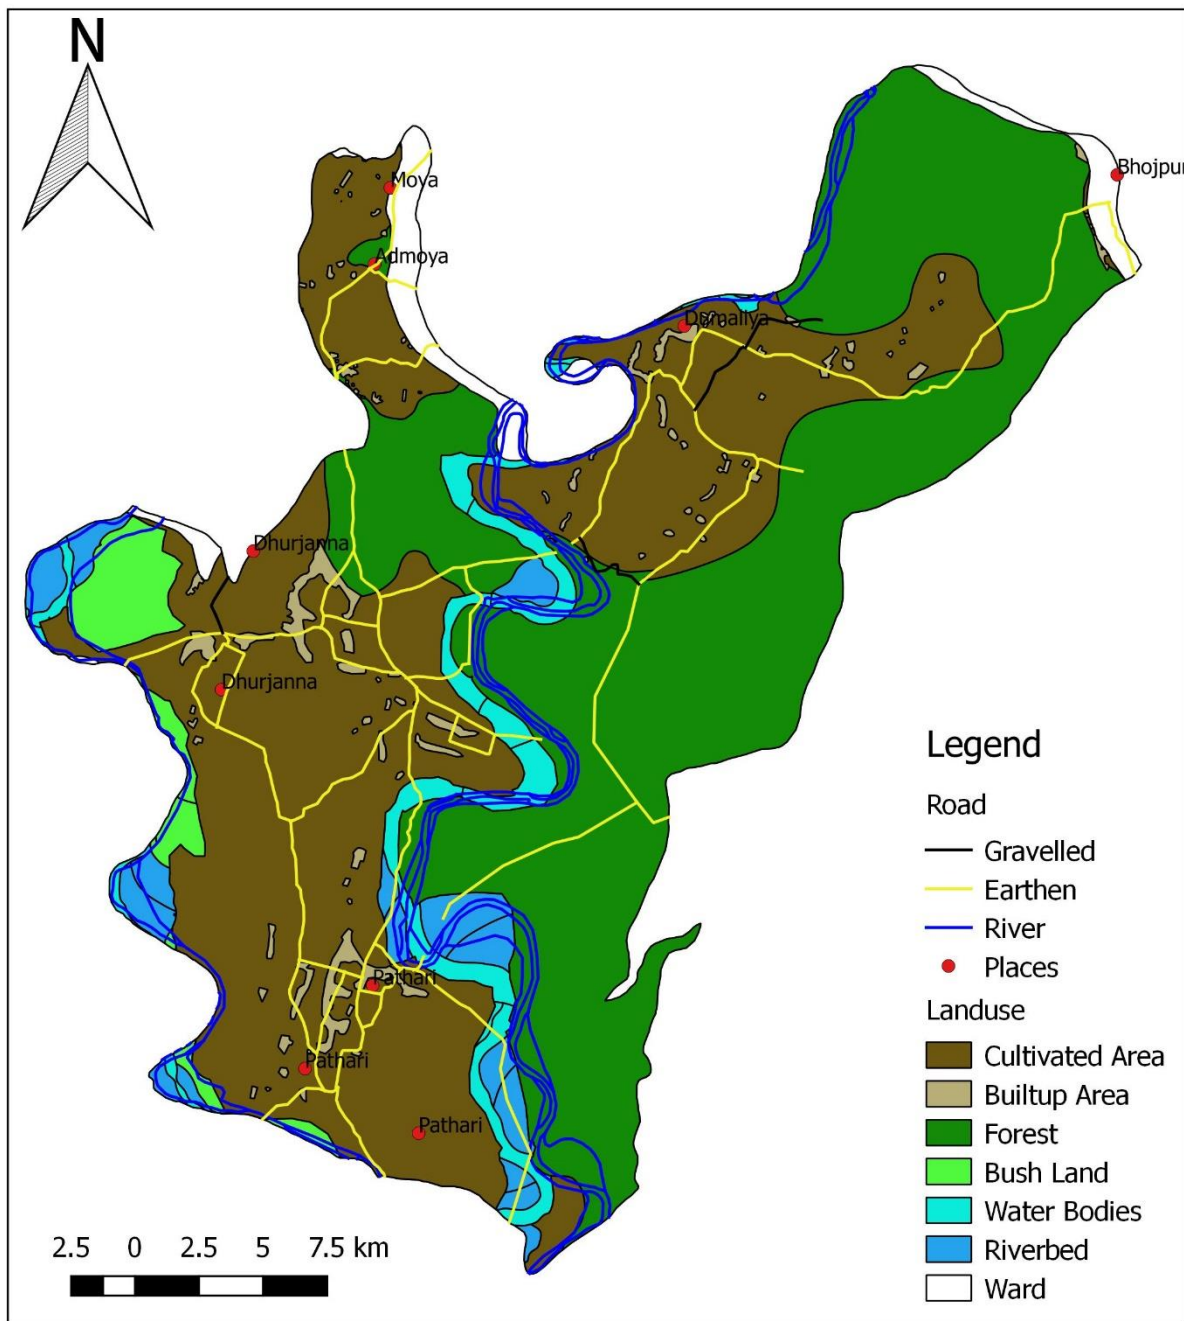 N
Bhojpur
Moya
Admoya
Dumaliya
Dhurjanna
Dhurjanna
Pathari
Pathari
Pathari
Legend
Road
Gravelled
Earthen
River
Places
Landuse
Cultivated Area
Builtup Area
Forest
Bush Land
Water Bodies
Riverbed
Ward
2.5 0 2.5 5 7.5 km